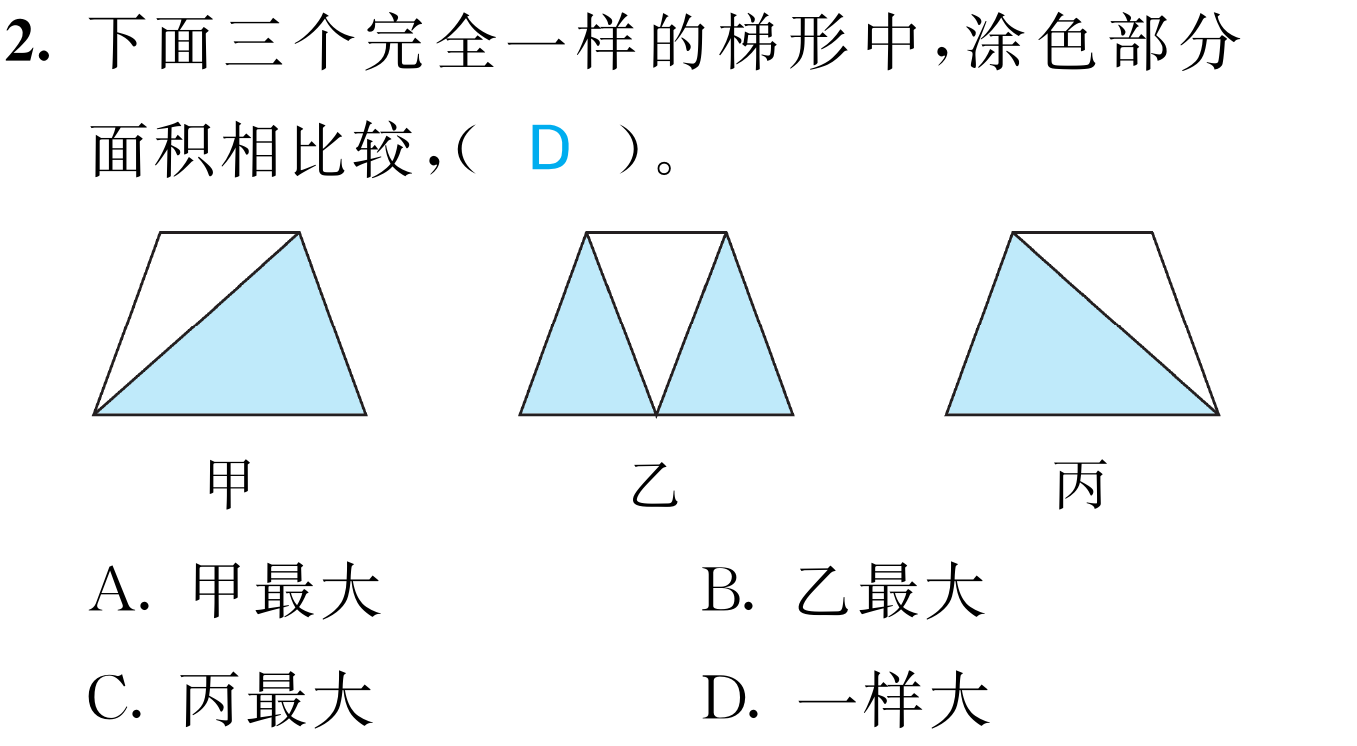 2. 下面三个完全一样的梯形中,涂色部分
面积相比较,( D )。
甲 乙 丙
A. 甲最大 B. 乙最大
C. 丙最大 D. 一样大